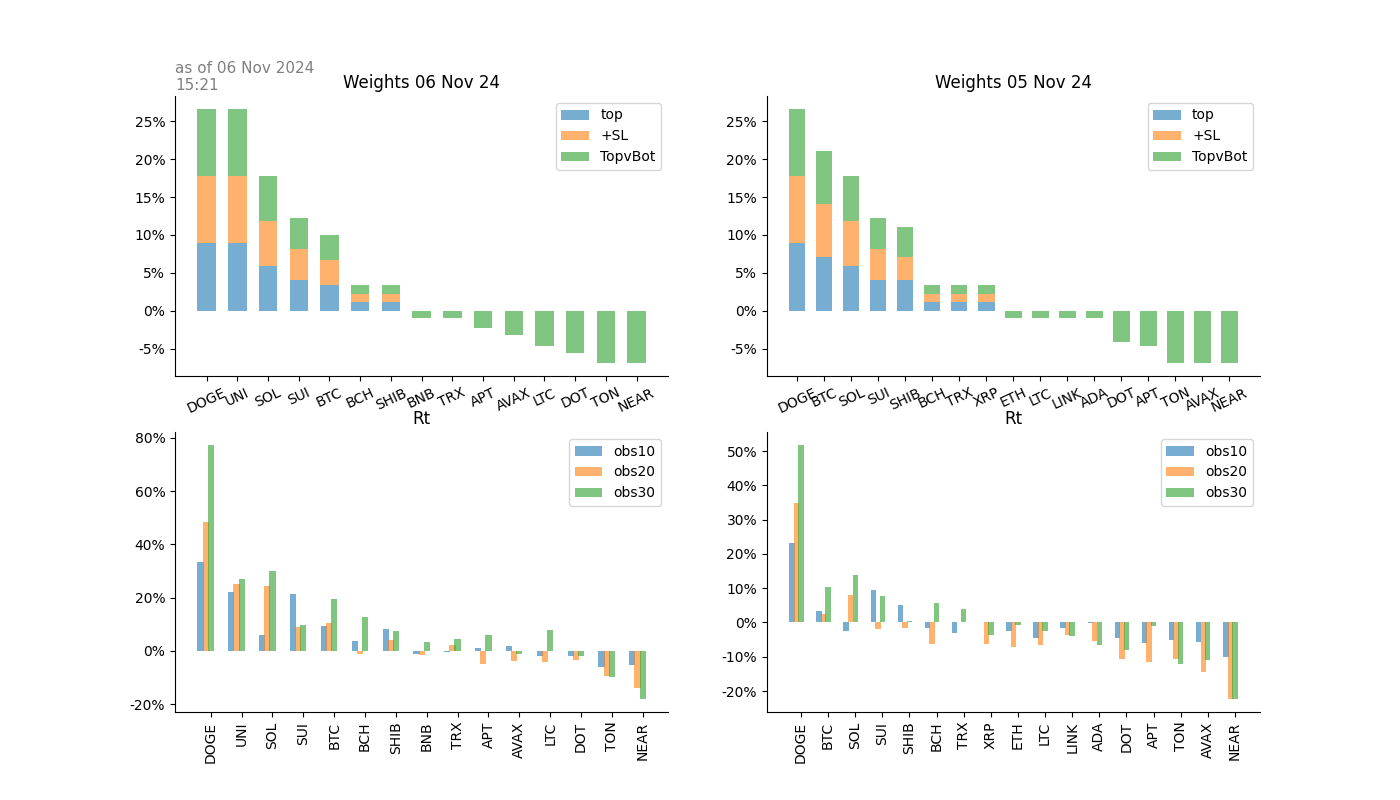 as of 06 Nov 2024
15:21
Weights 06 Nov 24
25%
20%
15%
10%
5%
0%
-5%
top
+SL
TopvBot
DOGE UNI SOL SUI BTC BCH SHIB BNB TRX APT AVAX LTC DOT TON NEAR
Weights 05 Nov 24
25%
20%
15%
10%
5%
0%
-5%
top
+SL
TopvBot
DOGE BTC SOL SUI SHIB BCH TRX XRP ETH LTC LINK ADA DOT APT TON AVAX NEAR
Rt
80%
60%
40%
20%
0%
-20%
obs10
obs20
obs30
DOGE UNI SOL SUI BTC BCH SHIB BNB TRX APT AVAX LTC DOT TON NEAR
Rt
50%
40%
30%
20%
10%
0%
-10%
-20%
obs10
obs20
obs30
DOGE BTC SOL SUI SHIB BCH TRX XRP ETH LTC LINK ADA DOT APT TON AVAX NEAR